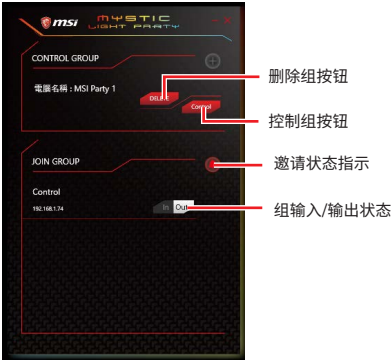 msi MYSTIC LIGHT PARTY
CONTROL GROUP
電腦名稱 : MSI Party 1
DELETE
Control
JOIN GROUP
Control
192.168.1.74
In Out
删除组按钮
控制组按钮
邀请状态指示
组输入/输出状态